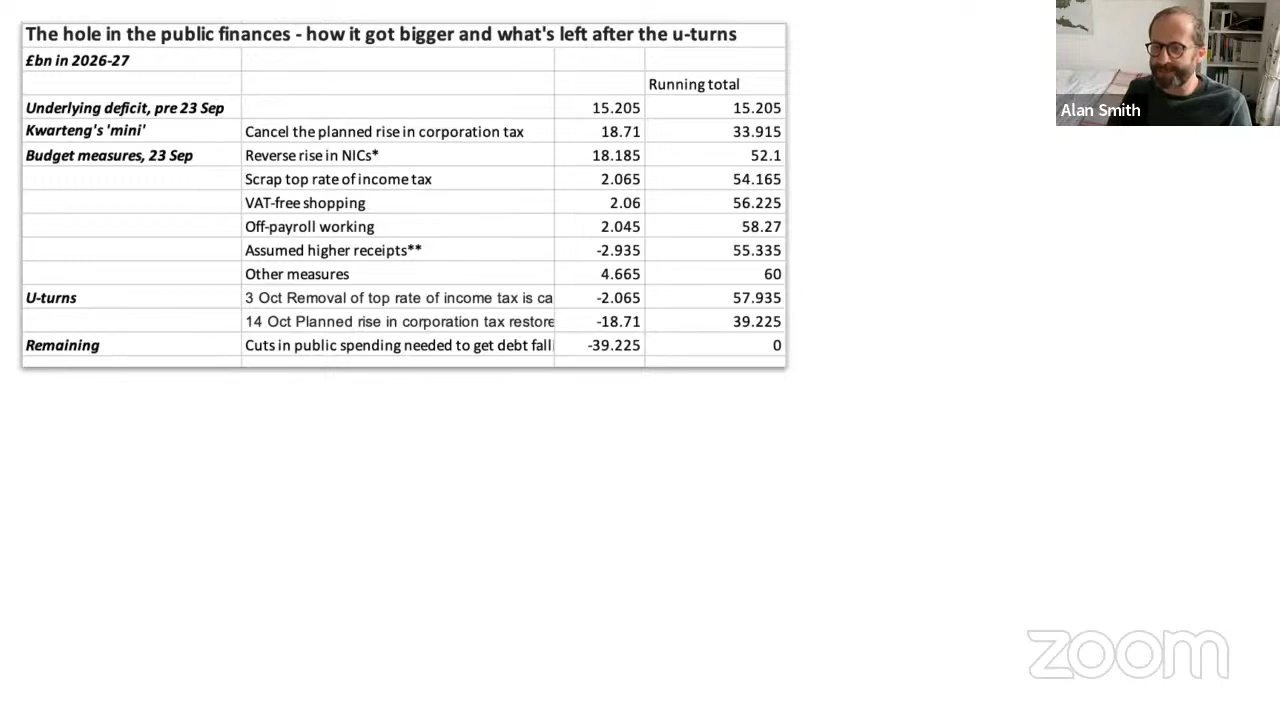 The hole in the public finances - how it got bigger and what's left after the u-turns
£bn in 2026-27
Running total
Underlying deficit, pre 23 Sep 15.205 15.205
Kwarteng's 'mini' Cancel the planned rise in corporation tax 18.71 33.915
Budget measures, 23 Sep Reverse rise in NICs* 18.185 52.1
Scrap top rate of income tax 2.065 54.165
VAT-free shopping 2.06 56.225
Off-payroll working 2.045 58.27
Assumed higher receipts** -2.935 55.335
Other measures 4.665 60
U-turns 3 Oct Removal of top rate of income tax is ca -2.065 57.935
14 Oct Planned rise in corporation tax restore -18.71 39.225
Remaining Cuts in public spending needed to get debt fall -39.225 0
Alan Smith
zoom